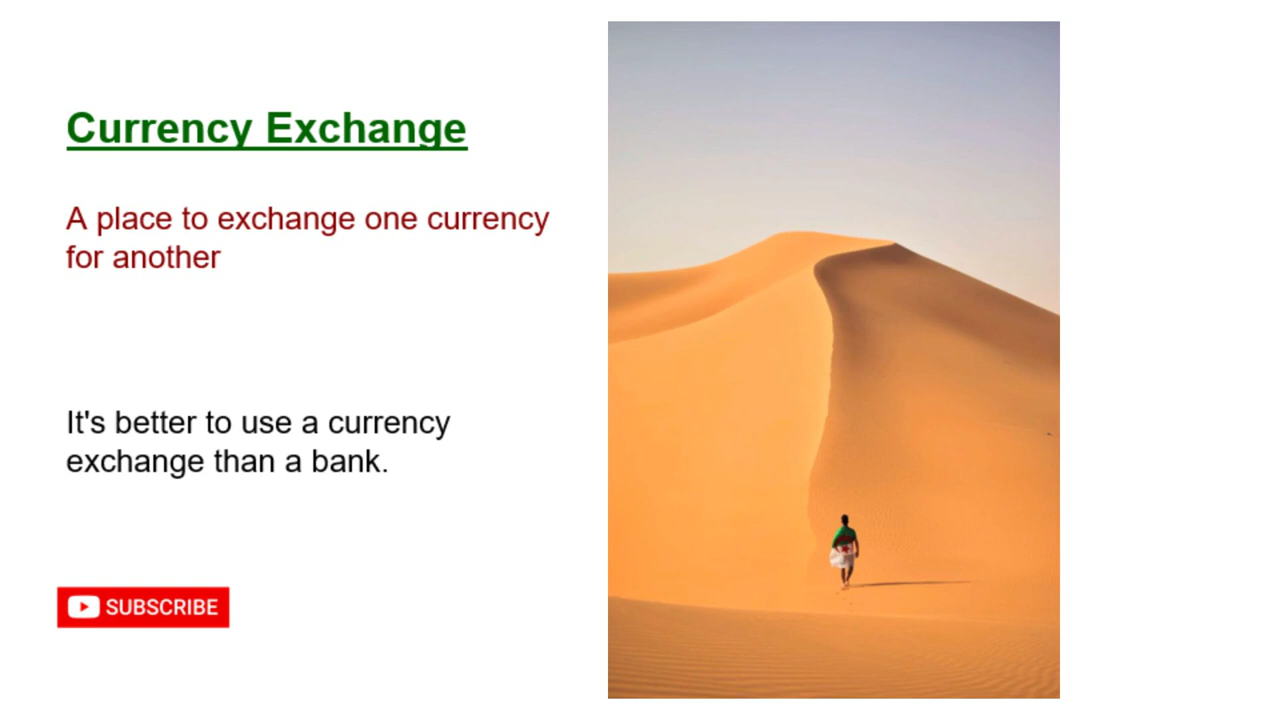 Currency Exchange
A place to exchange one currency
for another
It's better to use a currency
exchange than a bank.
SUBSCRIBE